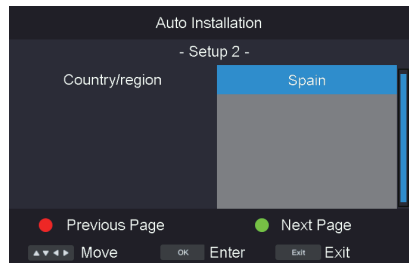 Auto Installation
- Setup 2 -
Country/region Spain
Previous Page Next Page
Move OK Enter Exit Exit